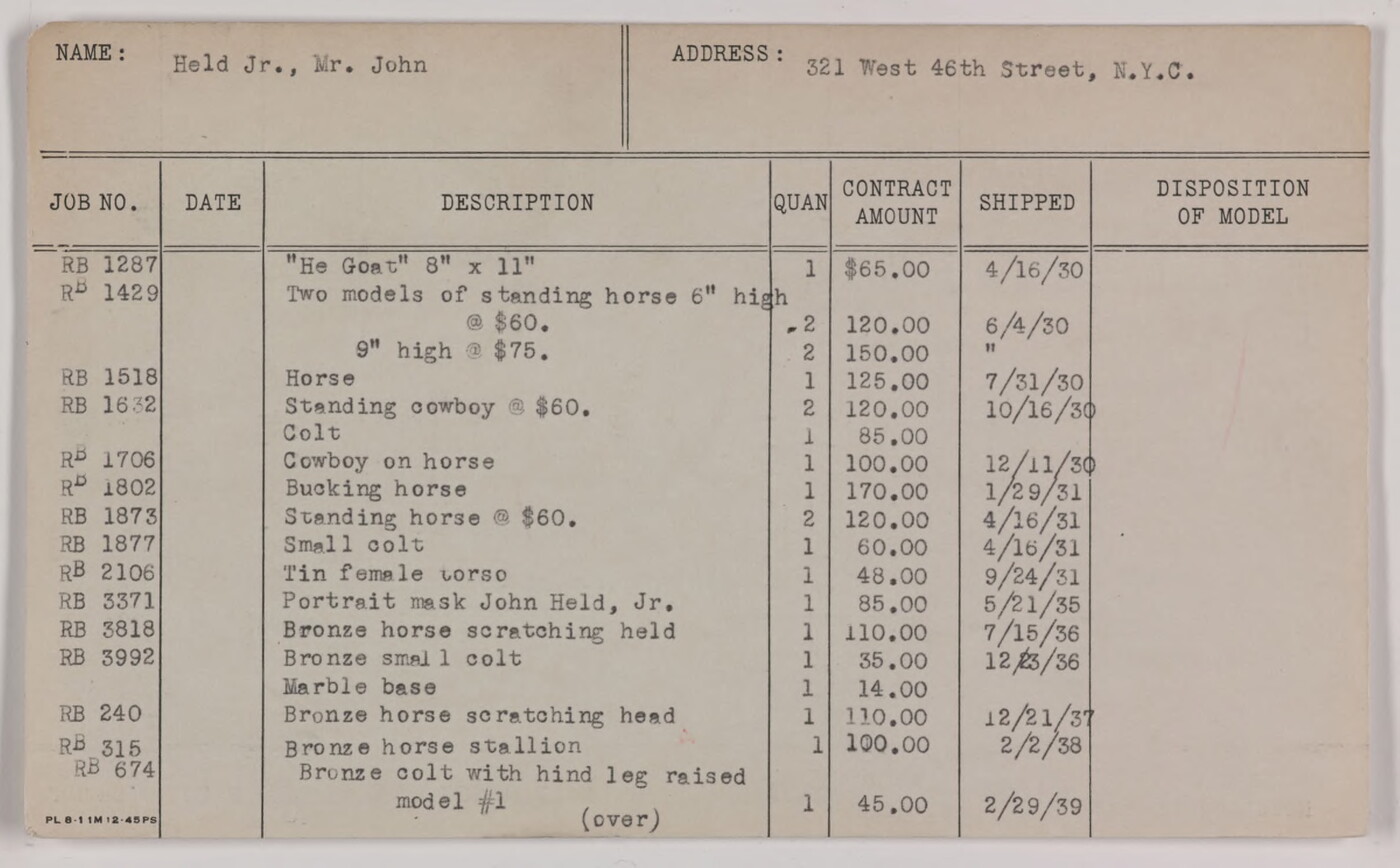 NAME: Held Jr., Mr. John ADDRESS: 321 West 46th Street, N.Y.C.
JOB NO. DATE DESCRIPTION QUAN CONTRACT AMOUNT SHIPPED DISPOSITION OF MODEL
RB 1287 "He Goat" 8" x 11" 1 $65.00 4/16/30
RB 1429 Two models of standing horse 6" high
@ $60. 2 120.00 6/4/30
9" high @ $75. 2 150.00 "
RB 1518 Horse 1 125.00 7/31/30
RB 1632 Standing cowboy @ $60. 2 120.00 10/16/30
Colt 1 85.00
RB 1706 Cowboy on horse 1 100.00 12/11/30
RB 1802 Bucking horse 1 170.00 1/29/31
RB 1873 Standing horse @ $60. 2 120.00 4/16/31
RB 1877 Small colt 1 60.00 4/16/31
RB 2106 Tin female torso 1 48.00 9/24/31
RB 3371 Portrait mask John Held, Jr. 1 85.00 5/21/35
RB 3818 Bronze horse scratching held 1 110.00 7/15/36
RB 3992 Bronze small colt 1 35.00 12/23/36
Marble base 1 14.00
RB 240 Bronze horse scratching head 1 110.00 12/21/37
RB 315 Bronze horse stallion 1 100.00 2/2/38
RB 674 Bronze colt with hind leg raised
model #1 1 45.00 2/29/39
(over)
PL 8-1 1M 12-45 PS